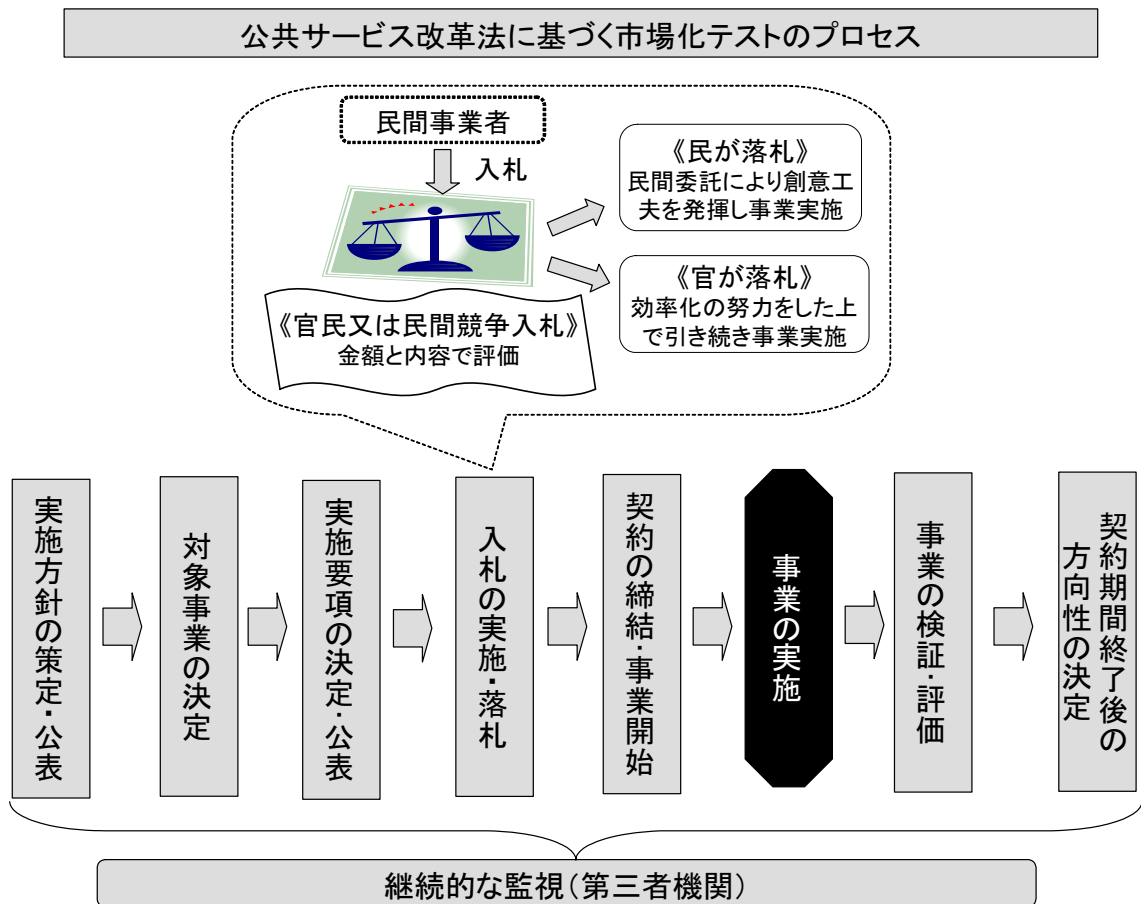 公共サービス改革法に基づく市場化テストのプロセス
民間事業者
入札
《民が落札》
民間委託により創意工
夫を発揮し事業実施
《官が落札》
効率化の努力をした上
で引き続き事業実施
《官民又は民間競争入札》
金額と内容で評価
実施方針の策定・公表
対象事業の決定
実施要項の決定・公表
入札の実施・落札
契約の締結・事業開始
事業の実施
事業の検証・評価
契約期間終了後の
方向性の決定
継続的な監視(第三者機関)